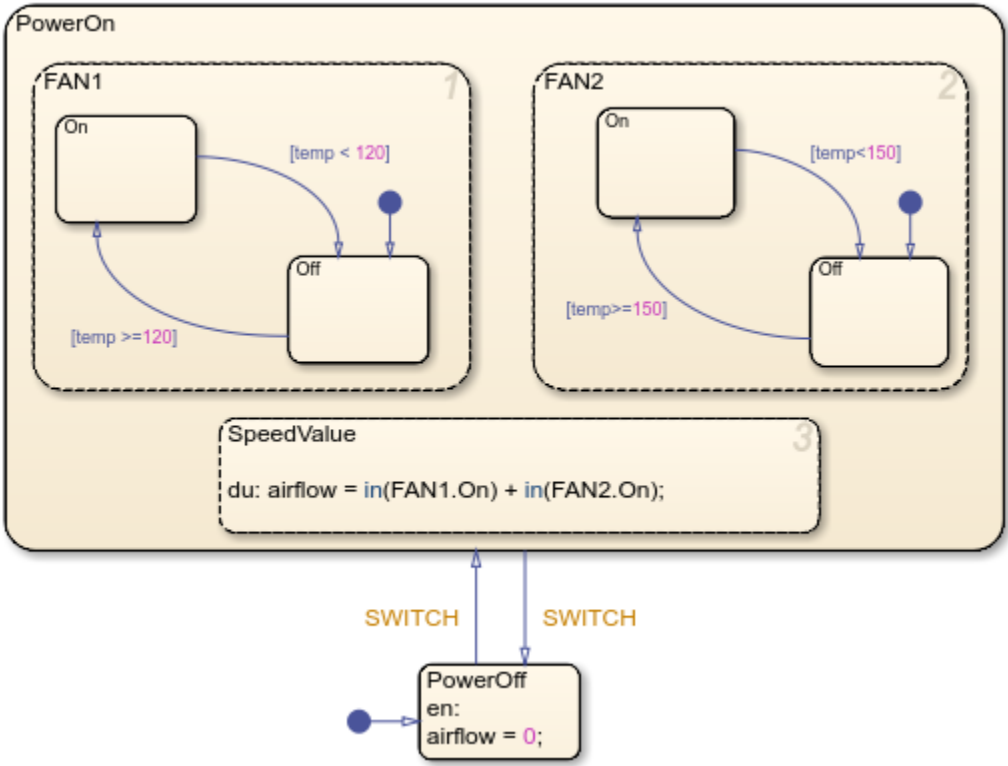 PowerOn
FAN1
1
On
[temp < 120]
Off
[temp >=120]
FAN2
2
On
[temp<150]
Off
[temp>=150]
SpeedValue
3
du: airflow = in(FAN1.On) + in(FAN2.On);
SWITCH
SWITCH
PowerOff
en:
airflow = 0;